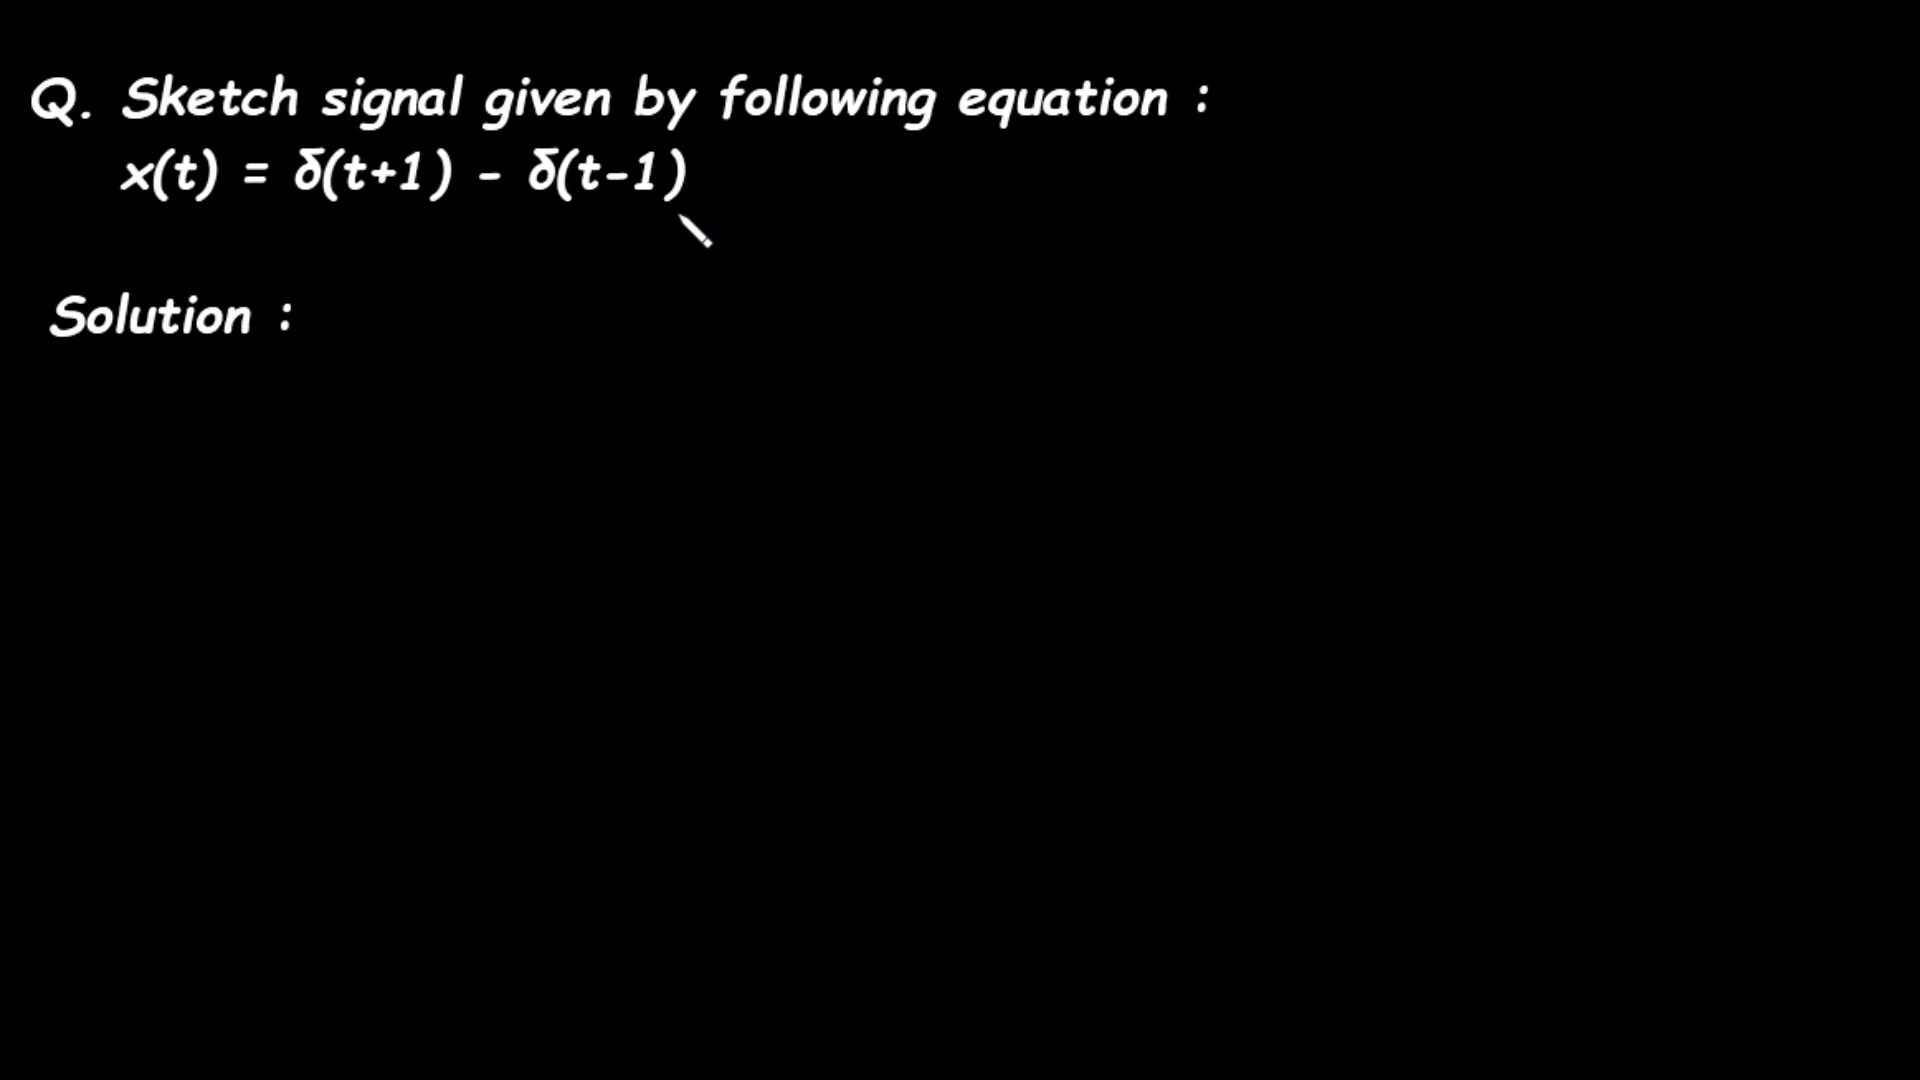 Q. Sketch signal given by following equation :
x(t) = δ(t+1) - δ(t-1)
Solution :